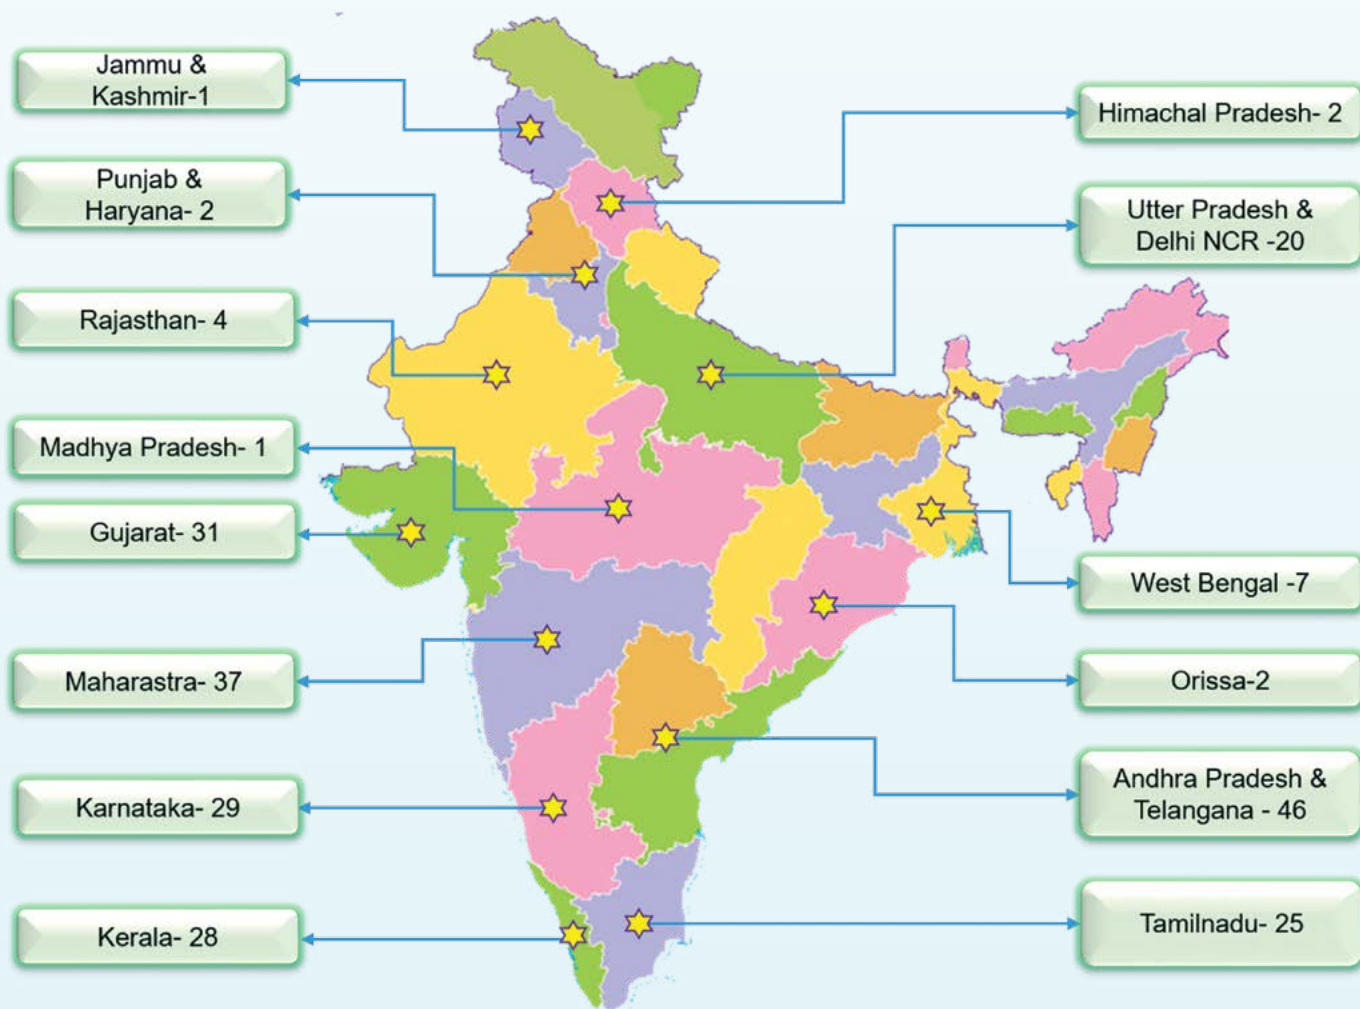 Jammu &
Kashmir-1
Punjab &
Haryana- 2
Rajasthan- 4
Madhya Pradesh- 1
Gujarat- 31
Maharastra- 37
Karnataka- 29
Kerala- 28
Himachal Pradesh- 2
Utter Pradesh &
Delhi NCR -20
West Bengal -7
Orissa-2
Andhra Pradesh &
Telangana - 46
Tamilnadu- 25